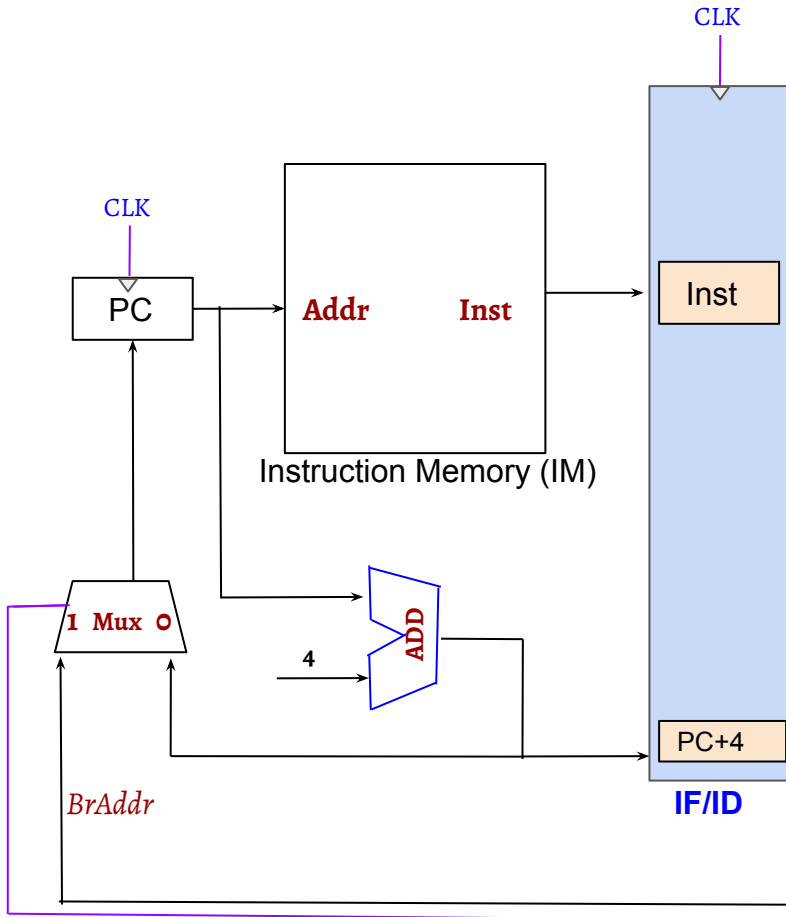 CLK
CLK
PC
Addr
Inst
Inst
Instruction Memory (IM)
1 Mux 0
ADD
4
PC+4
BrAddr
IF/ID